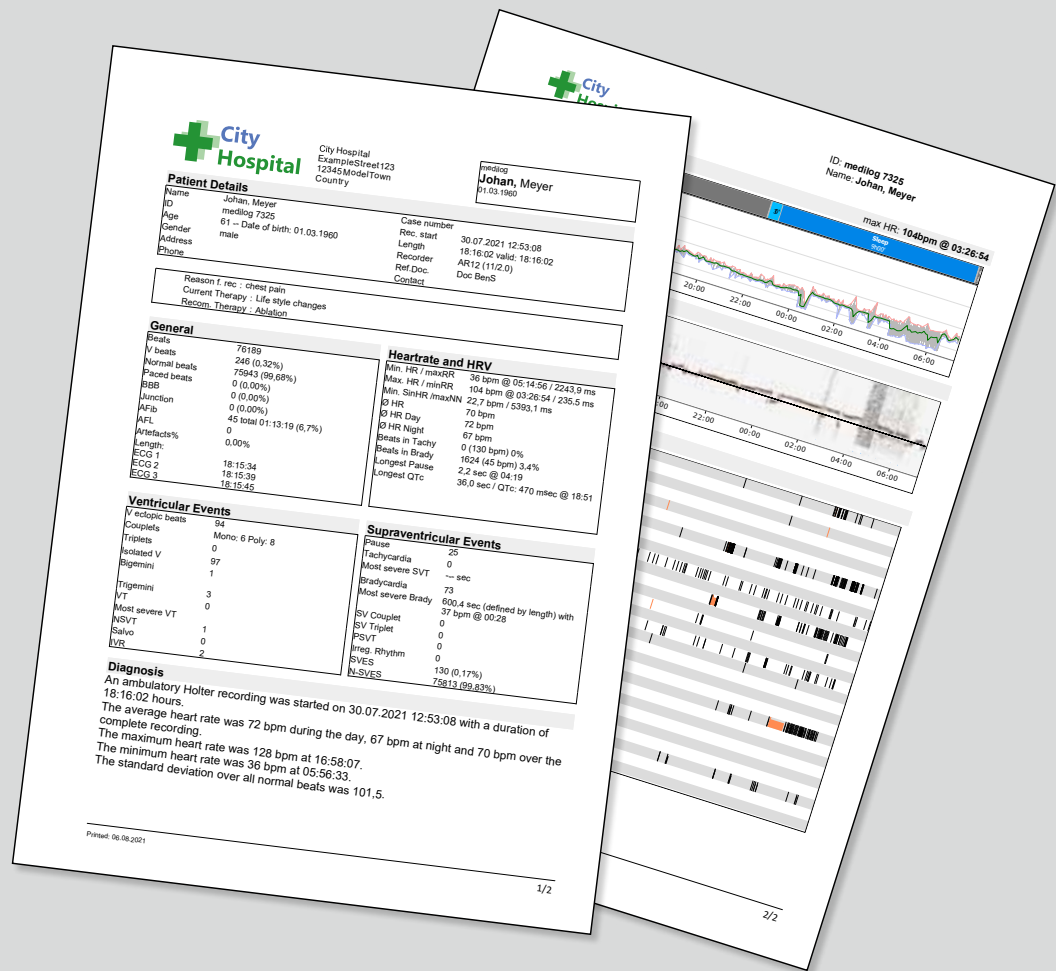 City
Hospital
City Hospital
ExampleStreet123
12345ModelTown
Country
medilog
Johan, Meyer
01.03.1960
Patient Details
Name Johan, Meyer
ID medilog 7325
Age 61 -- Date of birth: 01.03.1960
Gender male
Address
Phone
Case number
Rec. start 30.07.2021 12:53:08
Length 18:16:02 valid: 18:16:02
Recorder AR12 (11/2.0)
Ref.Doc. Doc BenS
Contact
Reason f. rec : chest pain
Current Therapy : Life style changes
Recom. Therapy : Ablation
General
Beats 76189
V beats 246 (0,32%)
Normal beats 75943 (99,68%)
Paced beats 0 (0,00%)
BBB 0 (0,00%)
Junction 0 (0.00%)
AFib 45 total 01:13:19 (6,7%)
AFL 0
Artefacts% 0,00%
Length:
ECG 1 18:15:34
ECG 2 18:15:39
ECG 3 18:15:45
Heartrate and HRV
Min. HR / maxRR 36 bpm @ 05:14:56 / 2243,9 ms
Max. HR / minRR 104 bpm @ 03:26:54 / 235,5 ms
Min. SinHR /maxNN 22,7 bpm / 5393,1 ms
Ø HR 70 bpm
Ø HR Day 72 bpm
Ø HR Night 67 bpm
Beats in Tachy 0 (130 bpm) 0%
Beats in Brady 1624 (45 bpm) 3.4%
Longest Pause 2,2 sec @ 04:19
Longest QTc 36,0 sec / QTc: 470 msec @ 18:51
Ventricular Events
V ectopic beats 94
Couplets Mono: 6 Poly: 8
Triplets 0
Isolated V 97
Bigemini 1
Trigemini 3
VT 0
Most severe VT
NSVT 1
Salvo 0
IVR 2
Supraventricular Events
Pause 25
Tachycardia 0
Most severe SVT --- sec
Bradycardia 73
Most severe Brady 600,4 sec (defined by length) with
37 bpm @ 00:28
SV Couplet 0
SV Triplet 0
PSVT 0
Irreg. Rhythm 0
SVES 130 (0,17%)
N-SVES 75813 (99,83%)
Diagnosis
An ambulatory Holter recording was started on 30.07.2021 12:53:08 with a duration of
18:16:02 hours.
The average heart rate was 72 bpm during the day, 67 bpm at night and 70 bpm over the
complete recording.
The maximum heart rate was 128 bpm at 16:58:07.
The minimum heart rate was 36 bpm at 05:56:33.
The standard deviation over all normal beats was 101,5.
Printed: 06.08.2021
1/2
City
ID: medilog 7325
Name: Johan, Meyer
max HR: 104bpm @ 03:26:54
Sleep
20:00 22:00 00:00 02:00 04:00 06:00
22:00 00:00 02:00 04:00 06:00
2/2